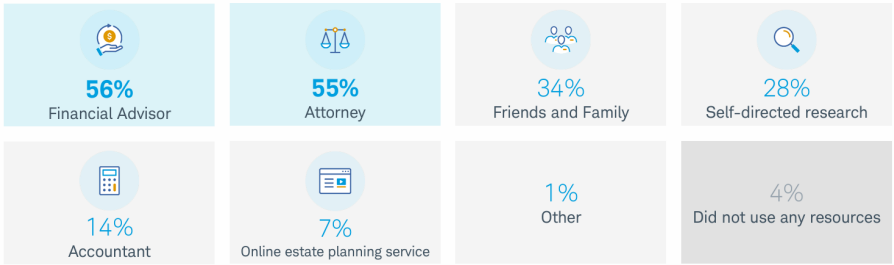 56%
Financial Advisor
55%
Attorney
34%
Friends and Family
28%
Self-directed research
14%
Accountant
7%
Online estate planning service
1%
Other
4%
Did not use any resources